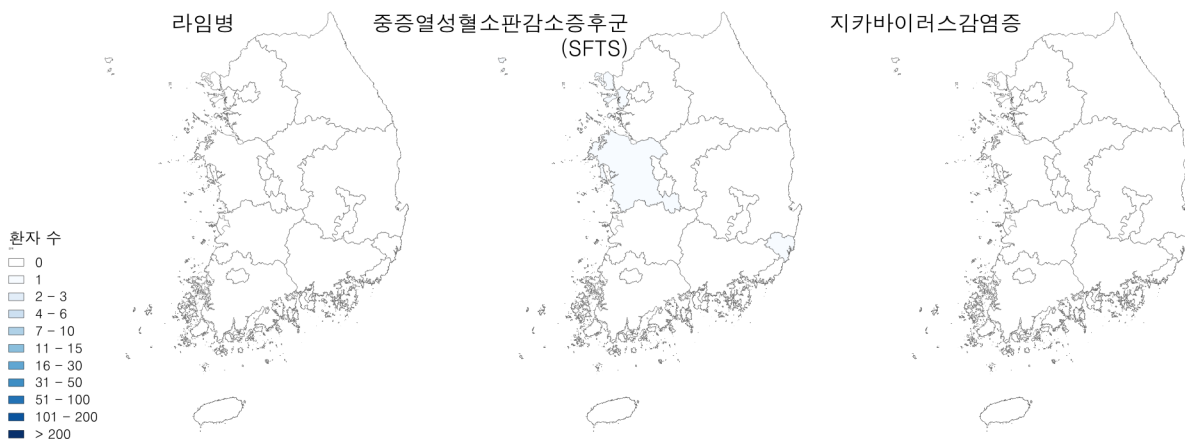 라임병
중증열성혈소판감소증후군
(SFTS)
지카바이러스감염증
환자 수
0
1
2 - 3
4 - 6
7 - 10
11 - 15
16 - 30
31 - 50
51 - 100
101 - 200
> 200